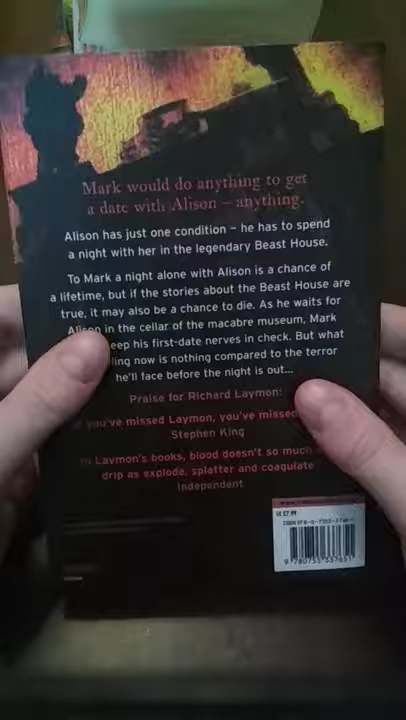 Mark would do anything to get
a date with Alison – anything.
Alison has just one condition – he has to spend
a night with her in the legendary Beast House.
To Mark a night alone with Alison is a chance of
a lifetime, but if the stories about the Beast House are
true, it may also be a chance to die. As he waits for
Alison in the cellar of the macabre museum, Mark
eep his first-date nerves in check. But what
ling now is nothing compared to the terror
he'll face before the night is out...
Praise for Richard Laymon:
you've missed Laymon, you've missed
Stephen King
In Laymon's books, blood doesn't so much
drip as explode, splatter and coagulate
Independent
UK £7.99
9 780755 337651